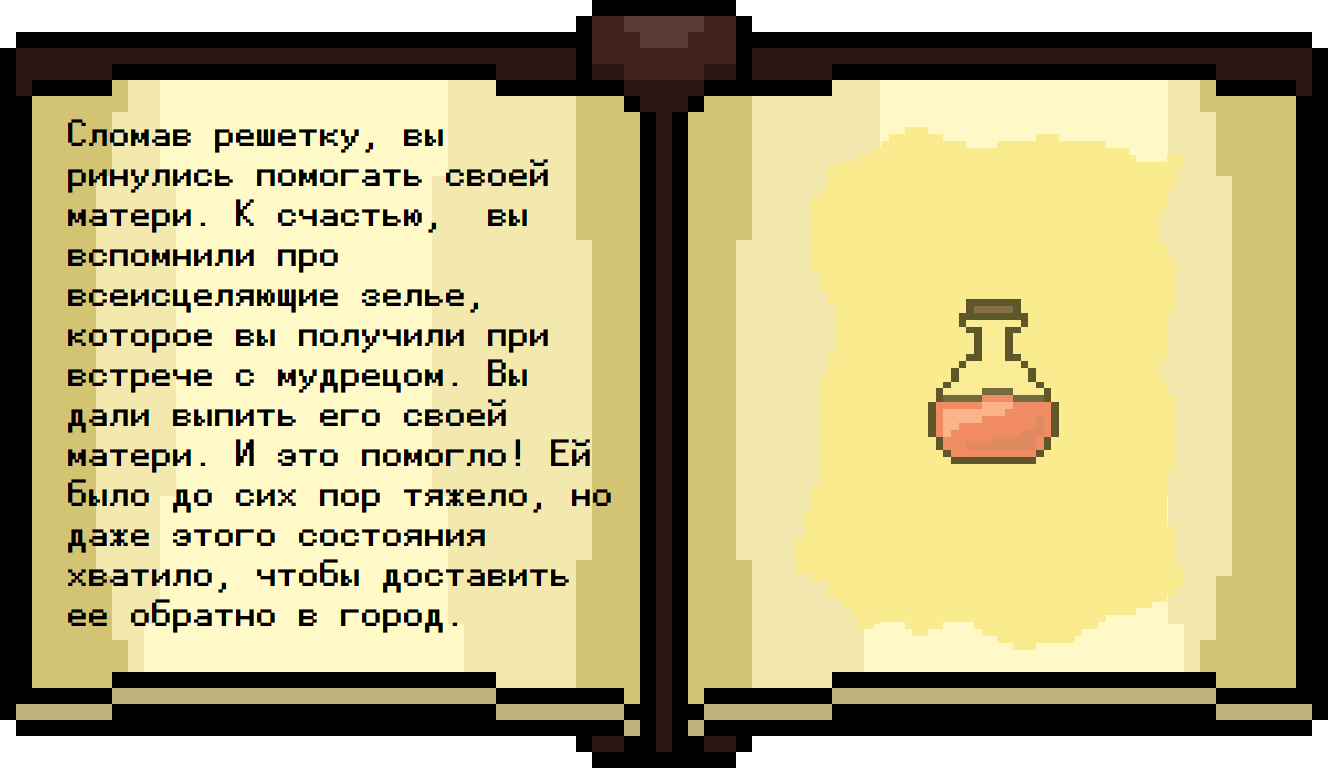 Сломав решетку, вы
ринулись помогать своей
матери. К счастью,  вы
вспомнили про
всеисцеляющие зелье,
которое вы получили при
встрече с мудрецом. Вы
дали выпить его своей
матери. И это помогло! Ей
было до сих пор тяжело, но
даже этого состояния
хватило, чтобы доставить
ее обратно в город.